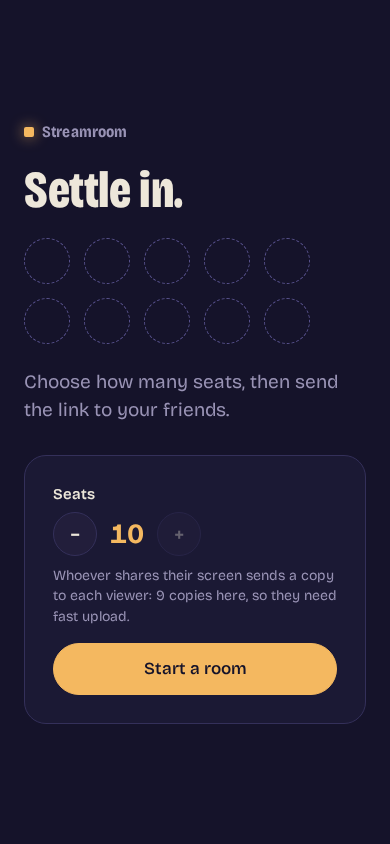 Streamroom
Settle in.
Choose how many seats, then send
the link to your friends.
Seats
- 10 +
Whoever shares their screen sends a copy
to each viewer: 9 copies here, so they need
fast upload.
Start a room